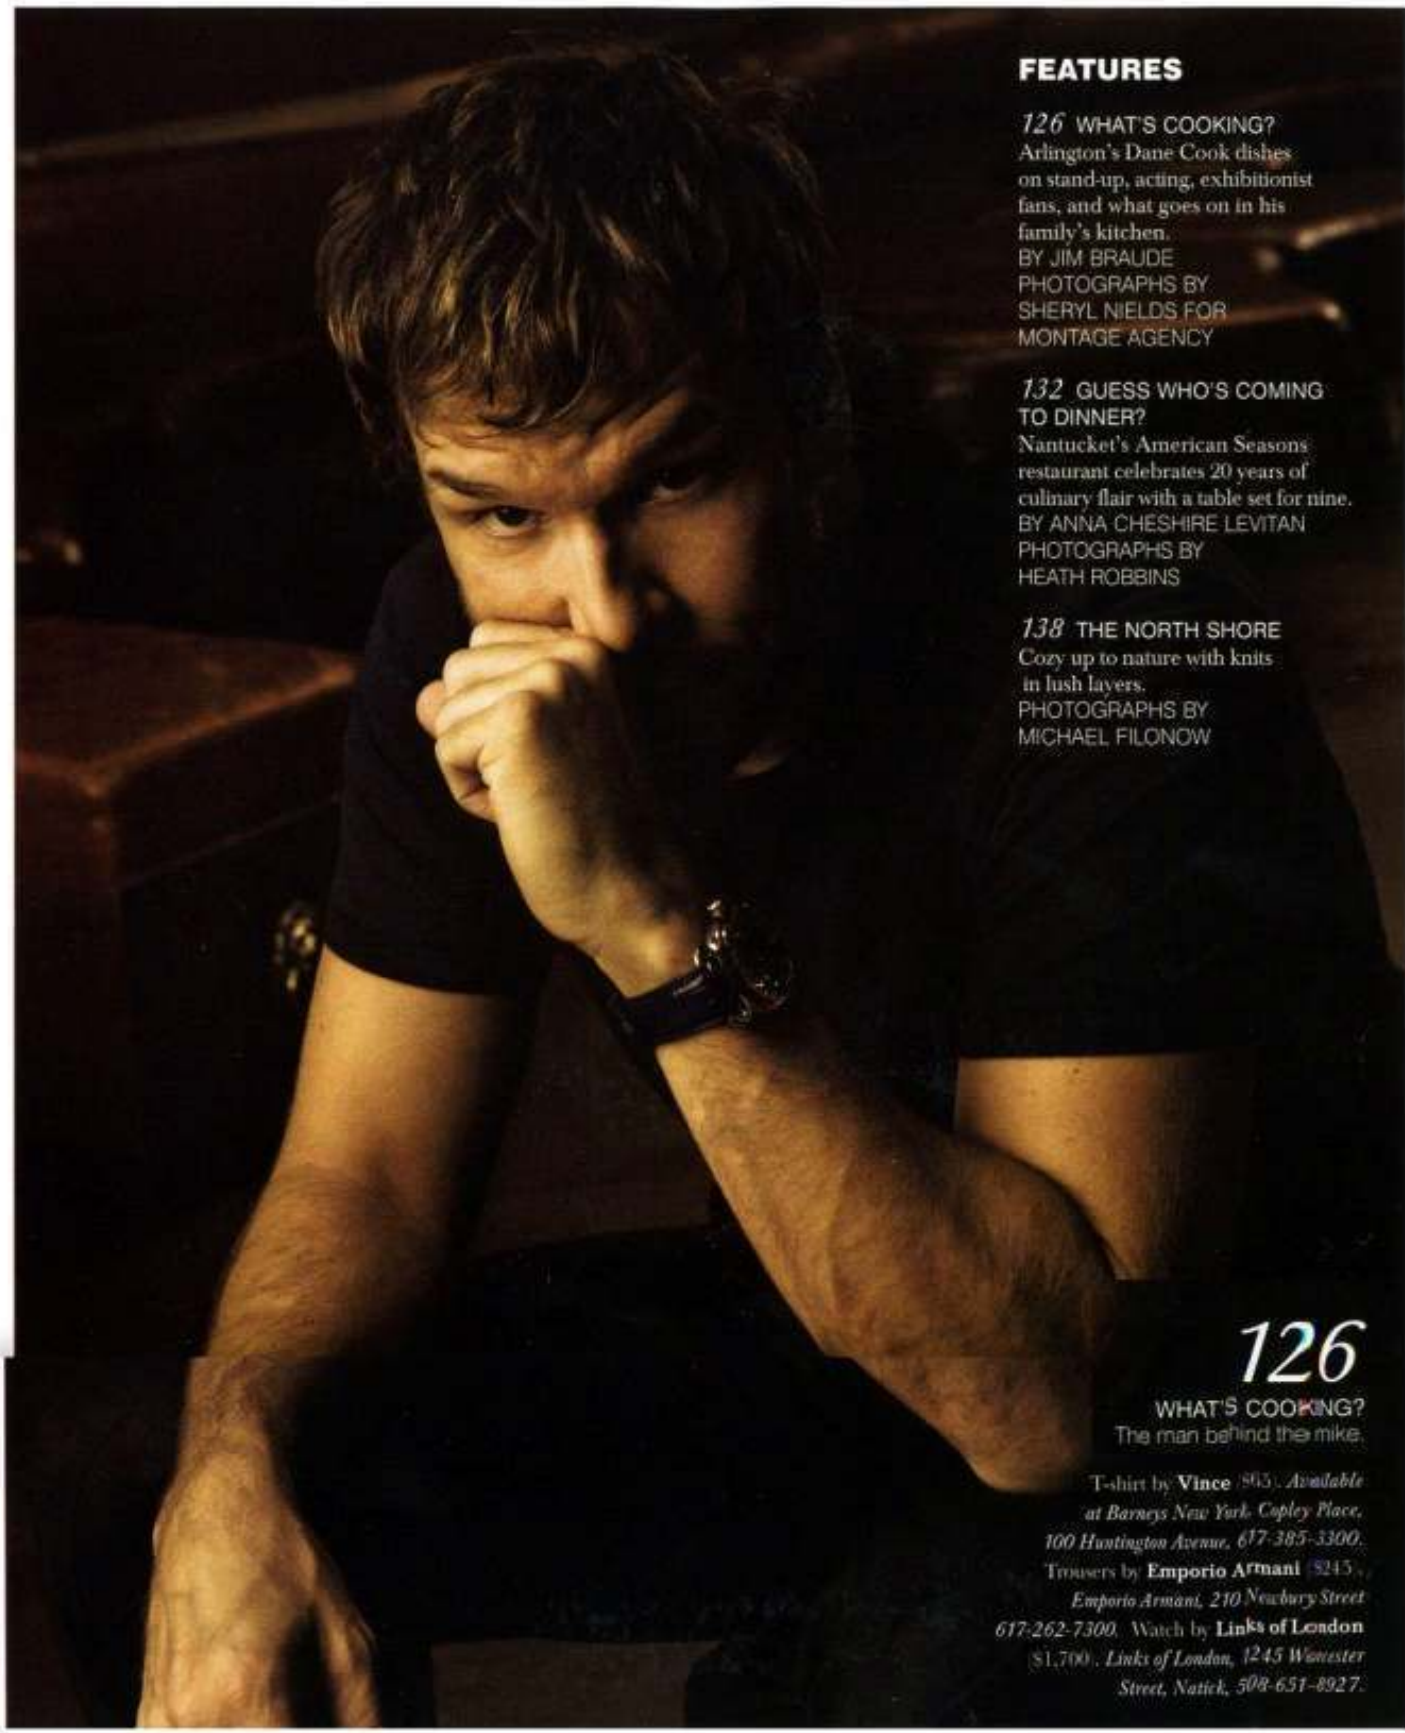 FEATURES
126 WHAT'S COOKING?
Arlington's Dane Cook dishes
on stand-up, acting, exhibitionist
fans, and what goes on in his
family's kitchen.
BY JIM BRAUDE
PHOTOGRAPHS BY
SHERYL NIELDS FOR
MONTAGE AGENCY
132 GUESS WHO'S COMING
TO DINNER?
Nantucket's American Seasons
restaurant celebrates 20 years of
culinary flair with a table set for nine.
BY ANNA CHESHIRE LEVITAN
PHOTOGRAPHS BY
HEATH ROBBINS
138 THE NORTH SHORE
Cozy up to nature with knits
in lush layers.
PHOTOGRAPHS BY
MICHAEL FILONOW
126
WHAT'S COOKING?
The man behind the mike.
T-shirt by Vince ($65). Available
at Barneys New York, Copley Place,
100 Huntington Avenue, 617-385-3300.
Trousers by Emporio Armani ($245).
Emporio Armani, 210 Newbury Street
617-262-7300. Watch by Links of London
($1,700). Links of London, 1245 Worcester
Street, Natick, 508-651-8927.